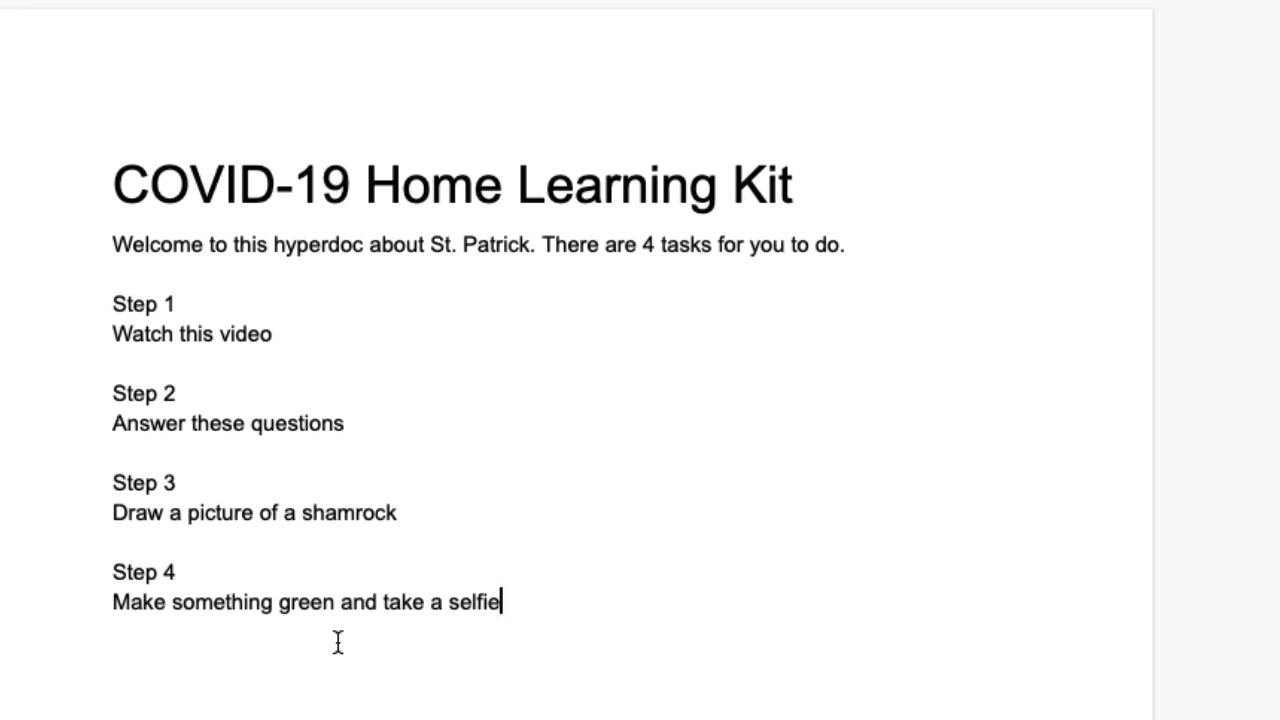 COVID-19 Home Learning Kit
Welcome to this hyperdoc about St. Patrick. There are 4 tasks for you to do.
Step 1
Watch this video
Step 2
Answer these questions
Step 3
Draw a picture of a shamrock
Step 4
Make something green and take a selfie